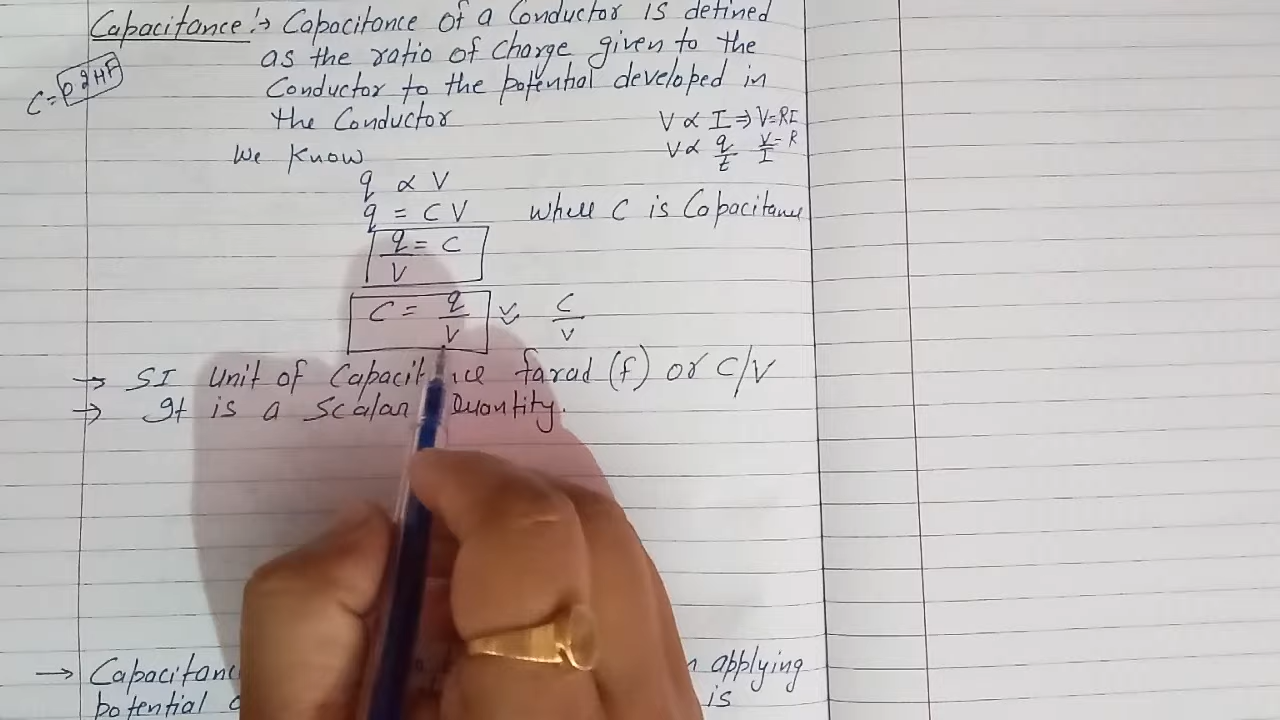 Capacitance :→ Capacitance of a Conductor is defined
as the ratio of charge given to the
Conductor to the potential developed in
the Conductor
V ∝ I ⇒ V=RI
V ∝ q/t V/I = R
We know
q ∝ V
q = CV where C is Capacitance
q/V = C
C = q/V C/V
→ SI Unit of Capacit ce farad (f) or C/V
→ It is a Scalar Quantity.
→ Capacitanc applying
potential is